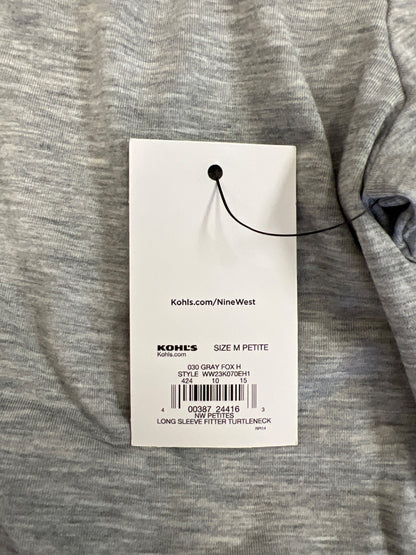 Kohls.com/NineWest
KOHL'S SIZE M PETITE
Kohls.com
030 GRAY FOX H
STYLE WW23K070EH1
424 10 15
4 00387 24416 3
NW PETITES
LONG SLEEVE FITTER TURTLENECK